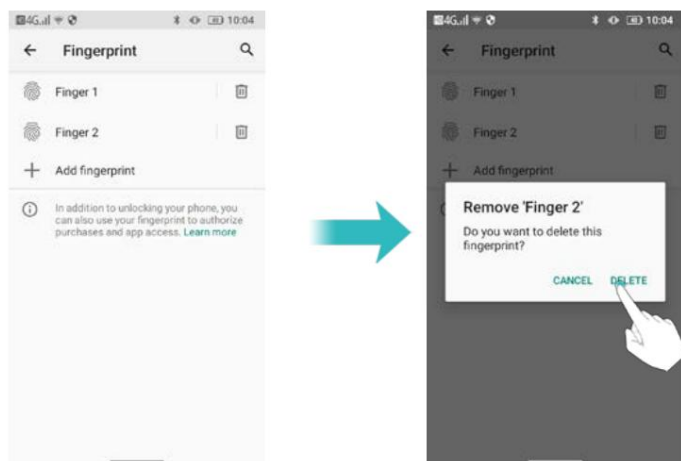 4G 10:04
Fingerprint
Finger 1
Finger 2
Add fingerprint
In addition to unlocking your phone, you
can also use your fingerprint to authorize
purchases and app access. Learn more
4G 10:04
Fingerprint
Finger 1
Finger 2
Add fingerprint
Remove 'Finger 2'
Do you want to delete this
fingerprint?
CANCEL DELETE